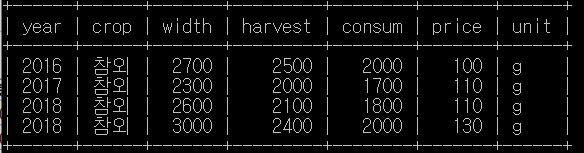 year crop width harvest consum price unit
2016 참외 2700 2500 2000 100 g
2017 참외 2300 2000 1700 110 g
2018 참외 2600 2100 1800 110 g
2018 참외 3000 2400 2000 130 g